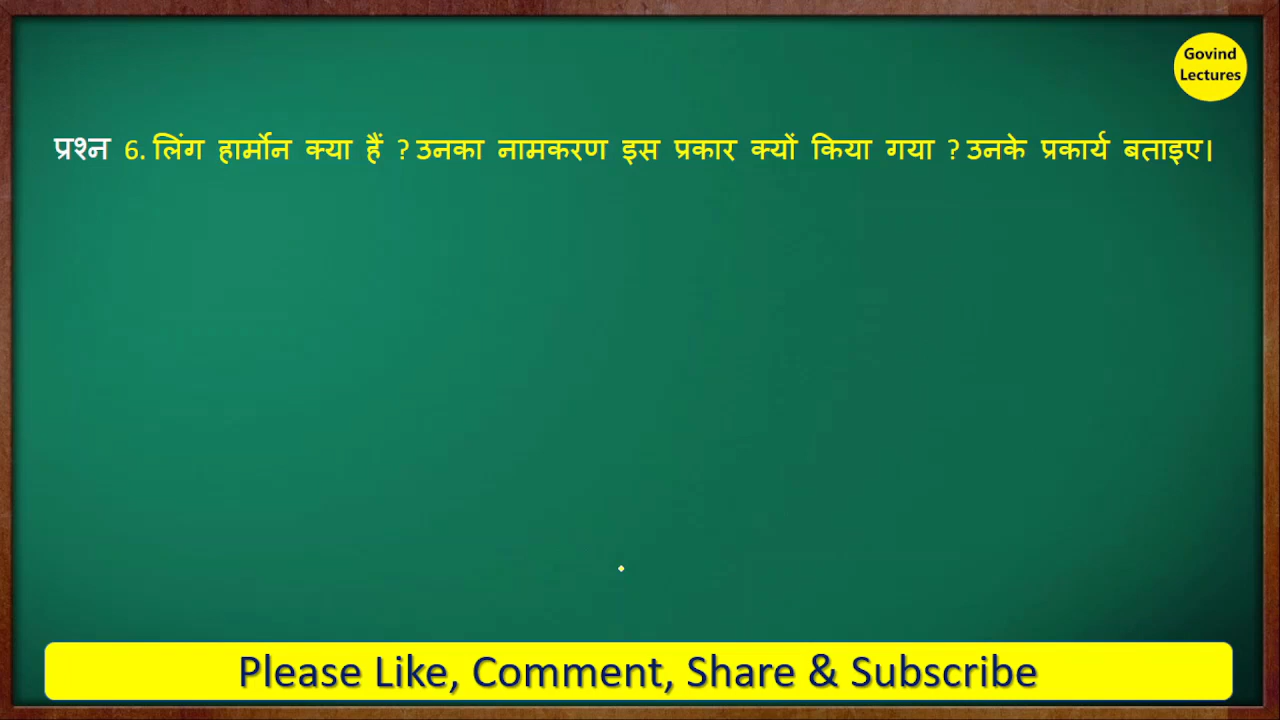 Govind
Lectures
प्रश्न 6. लिंग हार्मोन क्या हैं ? उनका नामकरण इस प्रकार क्यों किया गया ? उनके प्रकार्य बताइए।
Please Like, Comment, Share & Subscribe